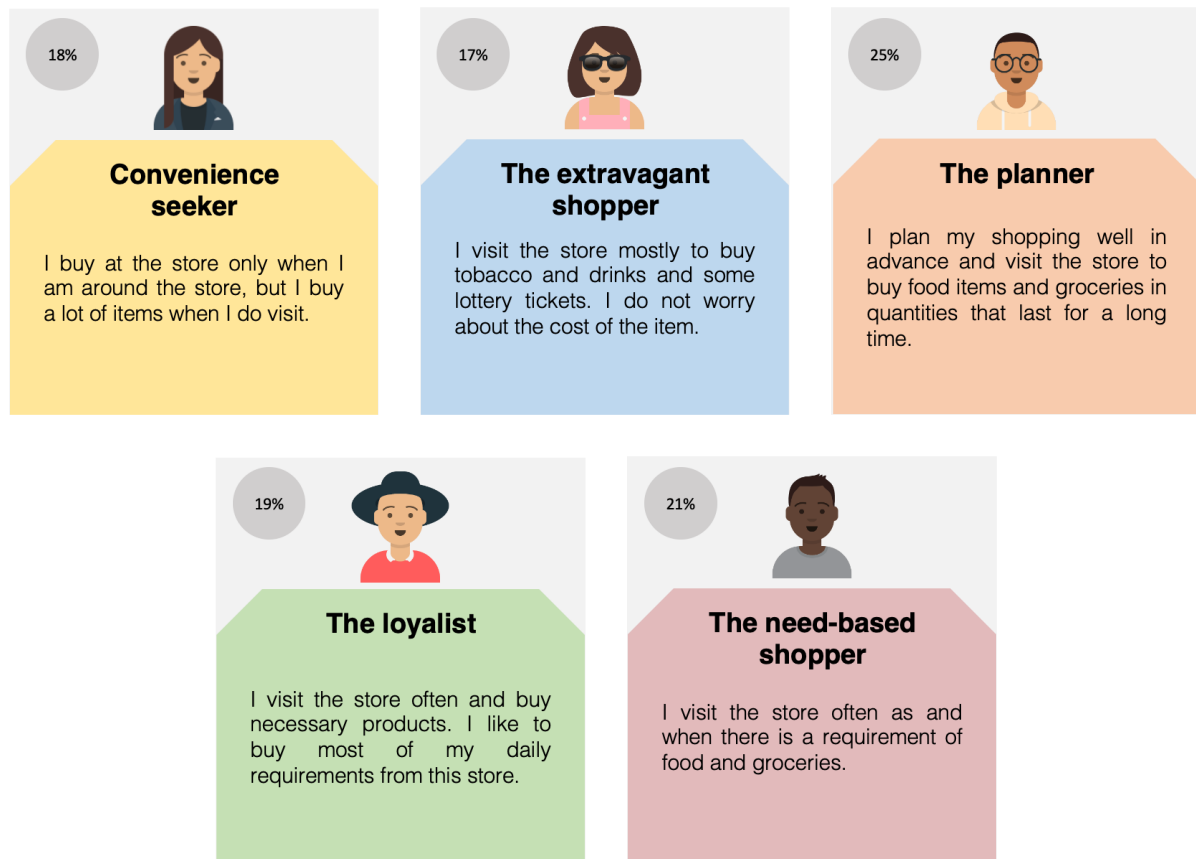 18%
Convenience
seeker
I buy at the store only when I
am around the store, but I buy
a lot of items when I do visit.
17%
The extravagant
shopper
I visit the store mostly to buy
tobacco and drinks and some
lottery tickets. I do not worry
about the cost of the item.
25%
The planner
I plan my shopping well in
advance and visit the store to
buy food items and groceries in
quantities that last for a long
time.
19%
The loyalist
I visit the store often and buy
necessary products. I like to
buy most of my daily
requirements from this store.
21%
The need-based
shopper
I visit the store often as and
when there is a requirement of
food and groceries.